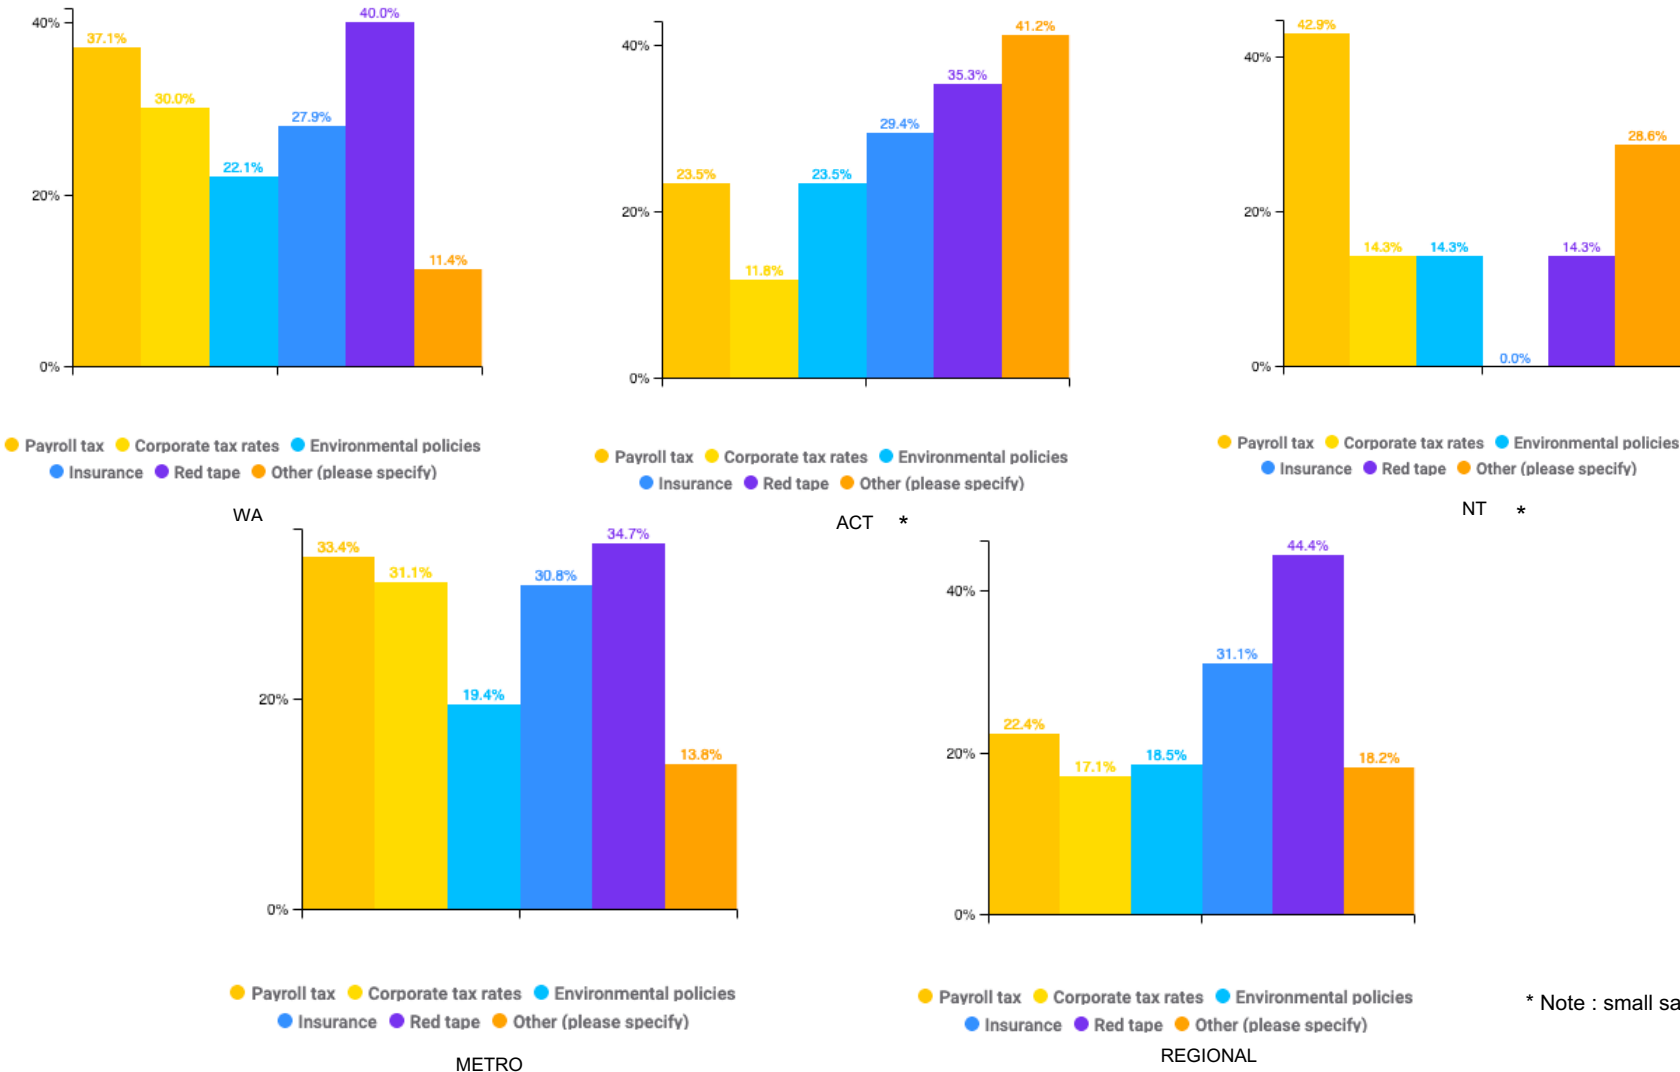 40%
37.1%
30.0%
22.1%
27.9%
40.0%
11.4%
20%
0%
Payroll tax Corporate tax rates Environmental policies
Insurance Red tape Other (please specify)
WA
40%
23.5%
11.8%
23.5%
29.4%
35.3%
41.2%
20%
0%
Payroll tax Corporate tax rates Environmental policies
Insurance Red tape Other (please specify)
ACT *
42.9%
40%
14.3%
14.3%
0.0%
14.3%
28.6%
20%
0%
Payroll tax Corporate tax rates Environmental policies
Insurance Red tape Other (please specify)
NT *
33.4%
31.1%
19.4%
30.8%
34.7%
13.8%
20%
0%
Payroll tax Corporate tax rates Environmental policies
Insurance Red tape Other (please specify)
METRO
40%
22.4%
17.1%
18.5%
31.1%
44.4%
18.2%
20%
0%
Payroll tax Corporate tax rates Environmental policies
Insurance Red tape Other (please specify)
REGIONAL
* Note : small sa